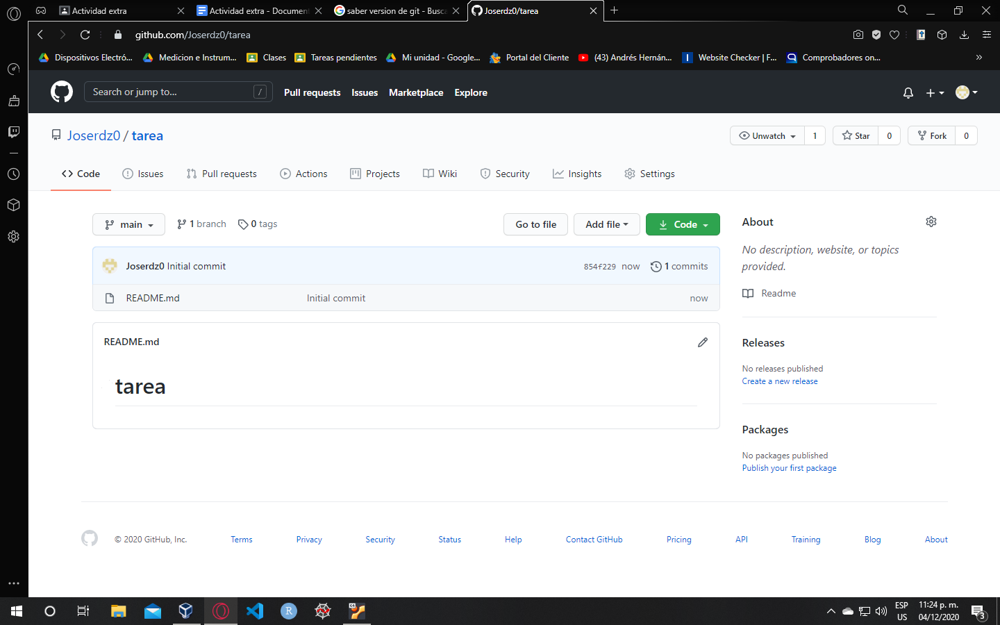 Actividad extra
Actividad extra - Document
saber version de git - Busca
Joserdz0/tarea
github.com/Joserdz0/tarea
Dispositivos Electró...
Medicion e Instrum...
Clases
Tareas pendientes
Mi unidad - Google...
Portal del Cliente
(43) Andrés Hernán...
Website Checker | F...
Comprobadores on...
»
Search or jump to...
/
Pull requests
Issues
Marketplace
Explore
Joserdz0 / tarea
Unwatch
1
Star
0
Fork
0
Code
Issues
Pull requests
Actions
Projects
Wiki
Security
Insights
Settings
main
1 branch
0 tags
Go to file
Add file
Code
Joserdz0 Initial commit
854f229 now
1 commits
README.md
Initial commit
now
README.md
tarea
About
No description, website, or topics
provided.
Readme
Releases
No releases published
Create a new release
Packages
No packages published
Publish your first package
© 2020 GitHub, Inc.
Terms
Privacy
Security
Status
Help
Contact GitHub
Pricing
API
Training
Blog
About
R
64
ESP
US
11:24 p. m.
04/12/2020
3